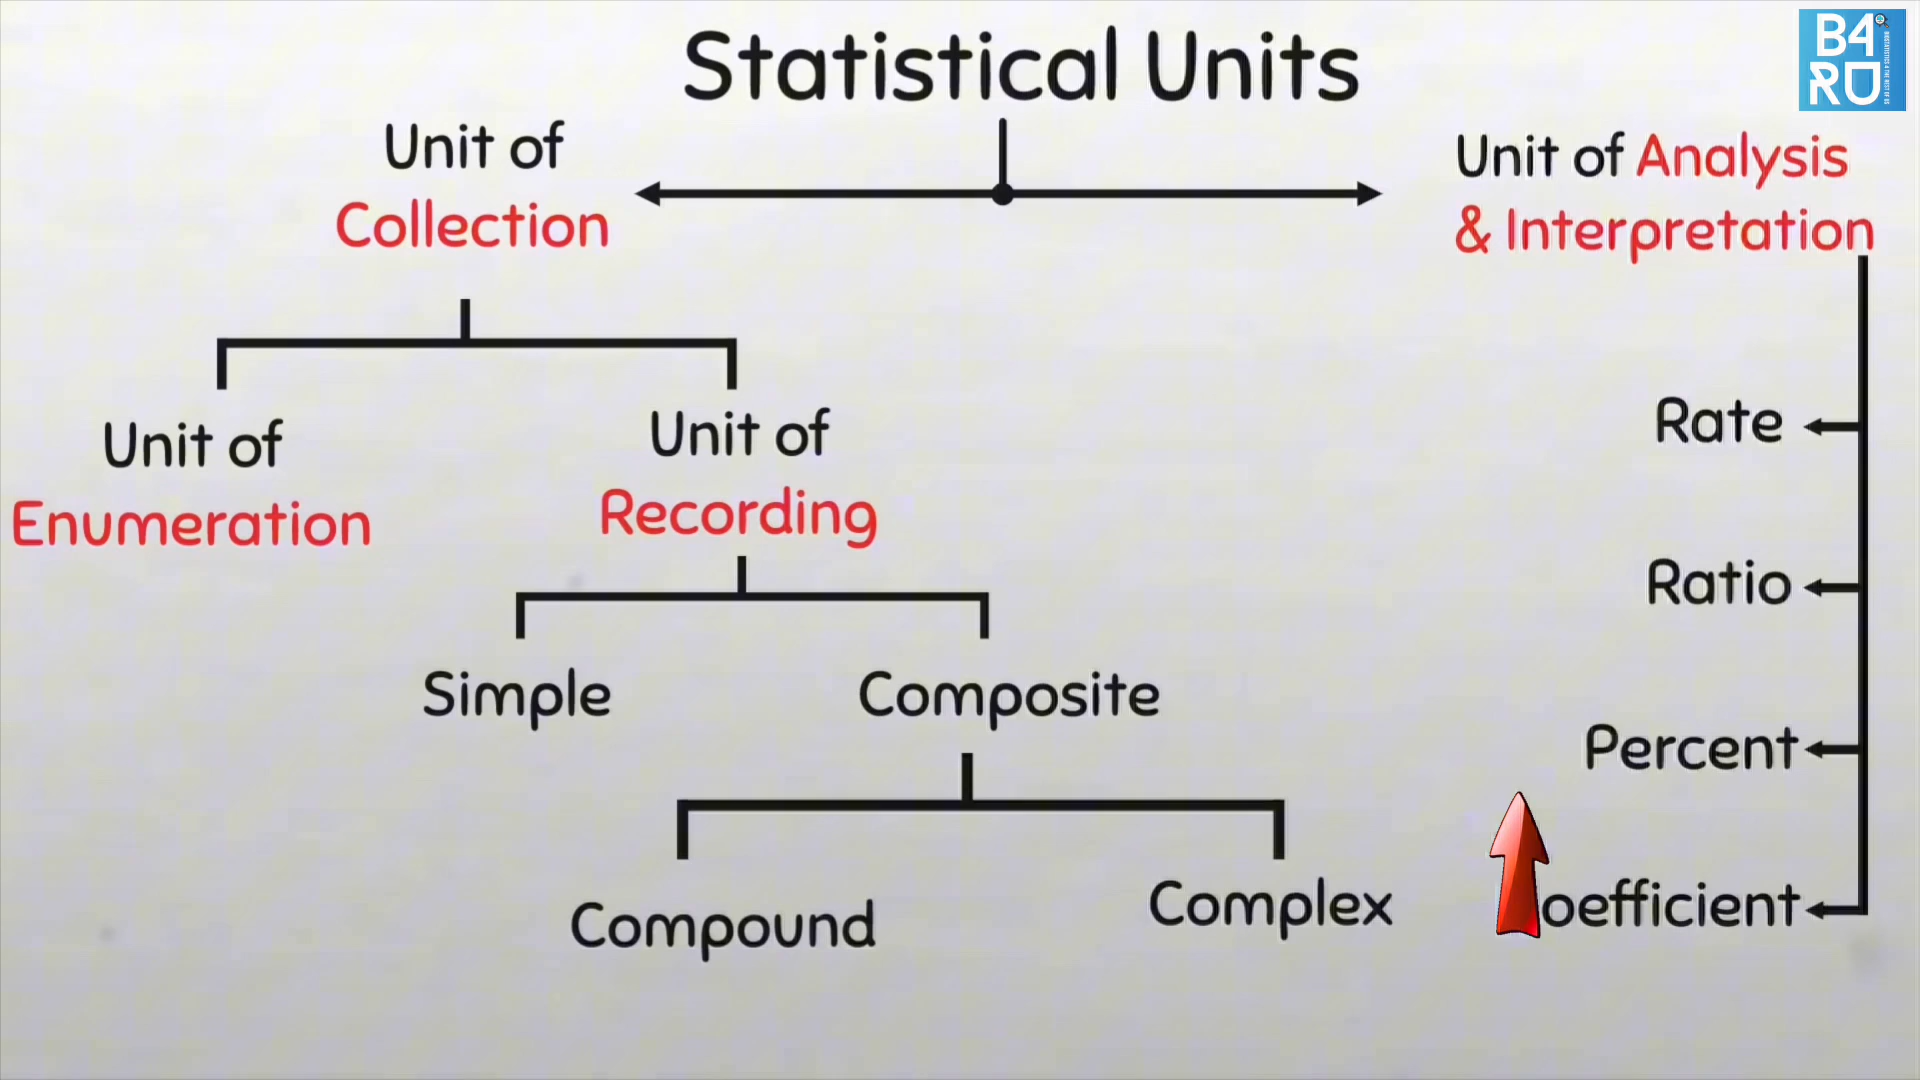 Statistical Units
B4
RU
Unit of
Collection
Unit of Analysis
& Interpretation
Unit of
Enumeration
Unit of
Recording
Rate
Ratio
Simple
Composite
Percent
Compound
Complex
oefficient